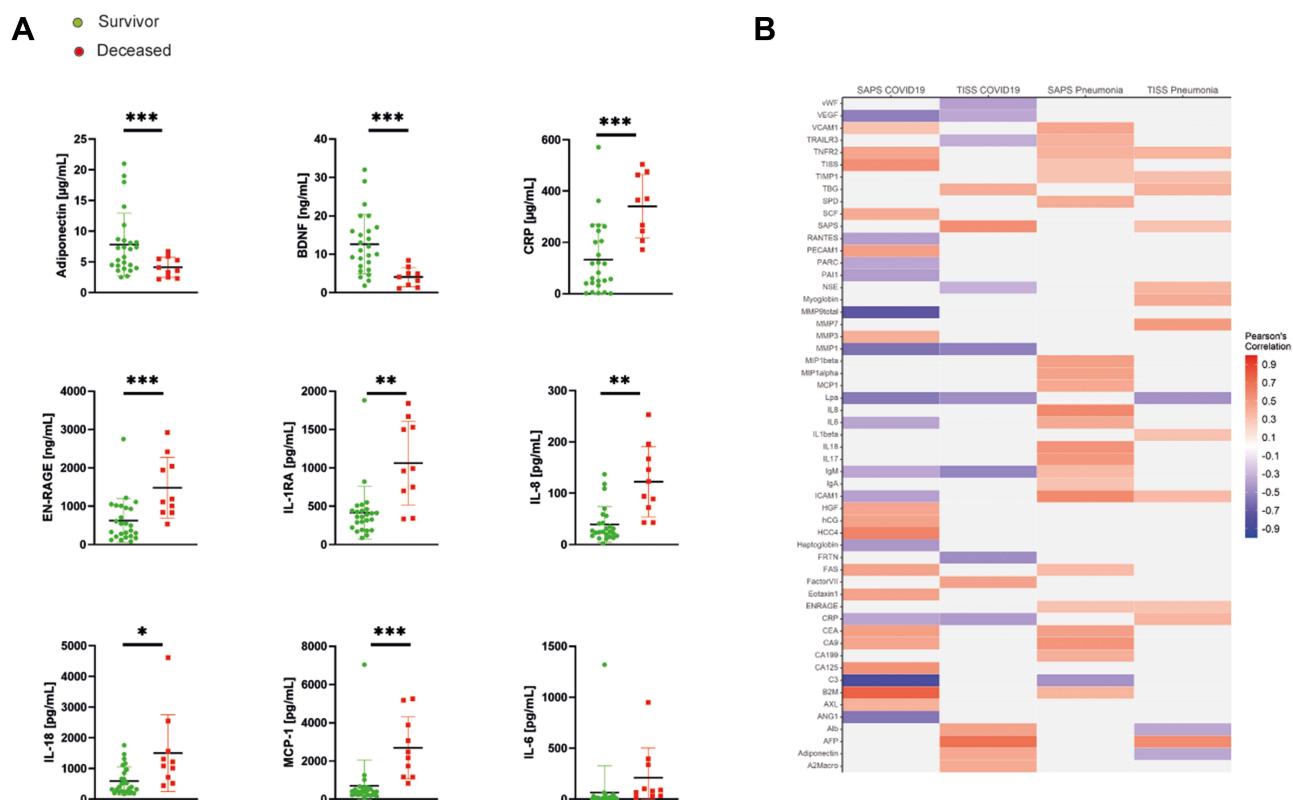 A
Survivor
Deceased
B
***
Adiponectin [µg/mL]
25
20
15
10
5
0
***
BDNF [ng/mL]
40
30
20
10
0
***
CRP [µg/mL]
600
400
200
0
***
EN-RAGE [ng/mL]
4000
3000
2000
1000
0
**
IL-1RA [pg/mL]
2000
1500
1000
500
0
**
IL-8 [pg/mL]
300
200
100
0
*
IL-18 [pg/mL]
5000
4000
3000
2000
1000
0
***
MCP-1 [pg/mL]
8000
6000
4000
2000
0
IL-6 [pg/mL]
1500
1000
500
0
SAPS COVID19 TISS COVID19 SAPS Pneumonia TISS Pneumonia
vWF
VEGF
VCAM1
TRAILR3
TNFR2
TISS
TIMP1
TBG
SPD
SCF
SAPS
RANTES
PECAM1
PARC
PAI1
NSE
Myoglobin
MMP9total
MMP7
MMP3
MMP1
MIP1beta
MIP1alpha
MCP1
Lpa
IL8
IL6
IL1beta
IL18
IL17
IgM
IgA
ICAM1
HGF
hCG
HCC4
Haptoglobin
FRTN
FAS
FactorVII
Eotaxin1
ENRAGE
CRP
CEA
CA9
CA199
CA125
C3
B2M
AXL
ANG1
Alb
AFP
Adiponectin
A2Macro
Pearson's
Correlation
0.9
0.7
0.5
0.3
0.1
-0.3
-0.5
-0.7
-0.9